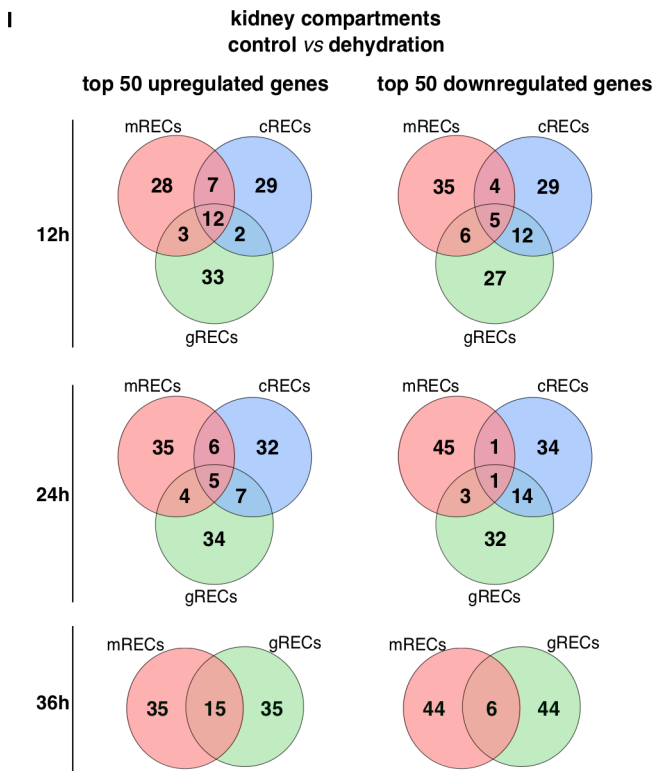 I
kidney compartments
control vs dehydration
top 50 upregulated genes
top 50 downregulated genes
12h
mRECs
cRECs
28
7
29
12
3
2
33
gRECs
mRECs
cRECs
35
4
29
5
6
12
27
gRECs
24h
mRECs
cRECs
35
6
32
5
4
7
34
gRECs
mRECs
cRECs
45
1
34
1
3
14
32
gRECs
36h
mRECs
gRECs
35
15
35
mRECs
gRECs
44
6
44